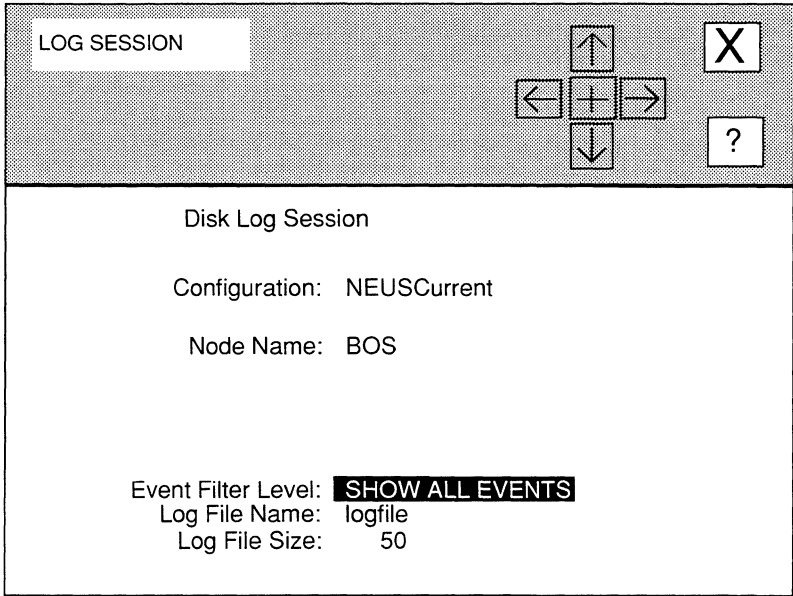 LOG SESSION
X
?
Disk Log Session
Configuration: NEUSCurrent
Node Name: BOS
Event Filter Level: SHOW ALL EVENTS
Log File Name: logfile
Log File Size: 50